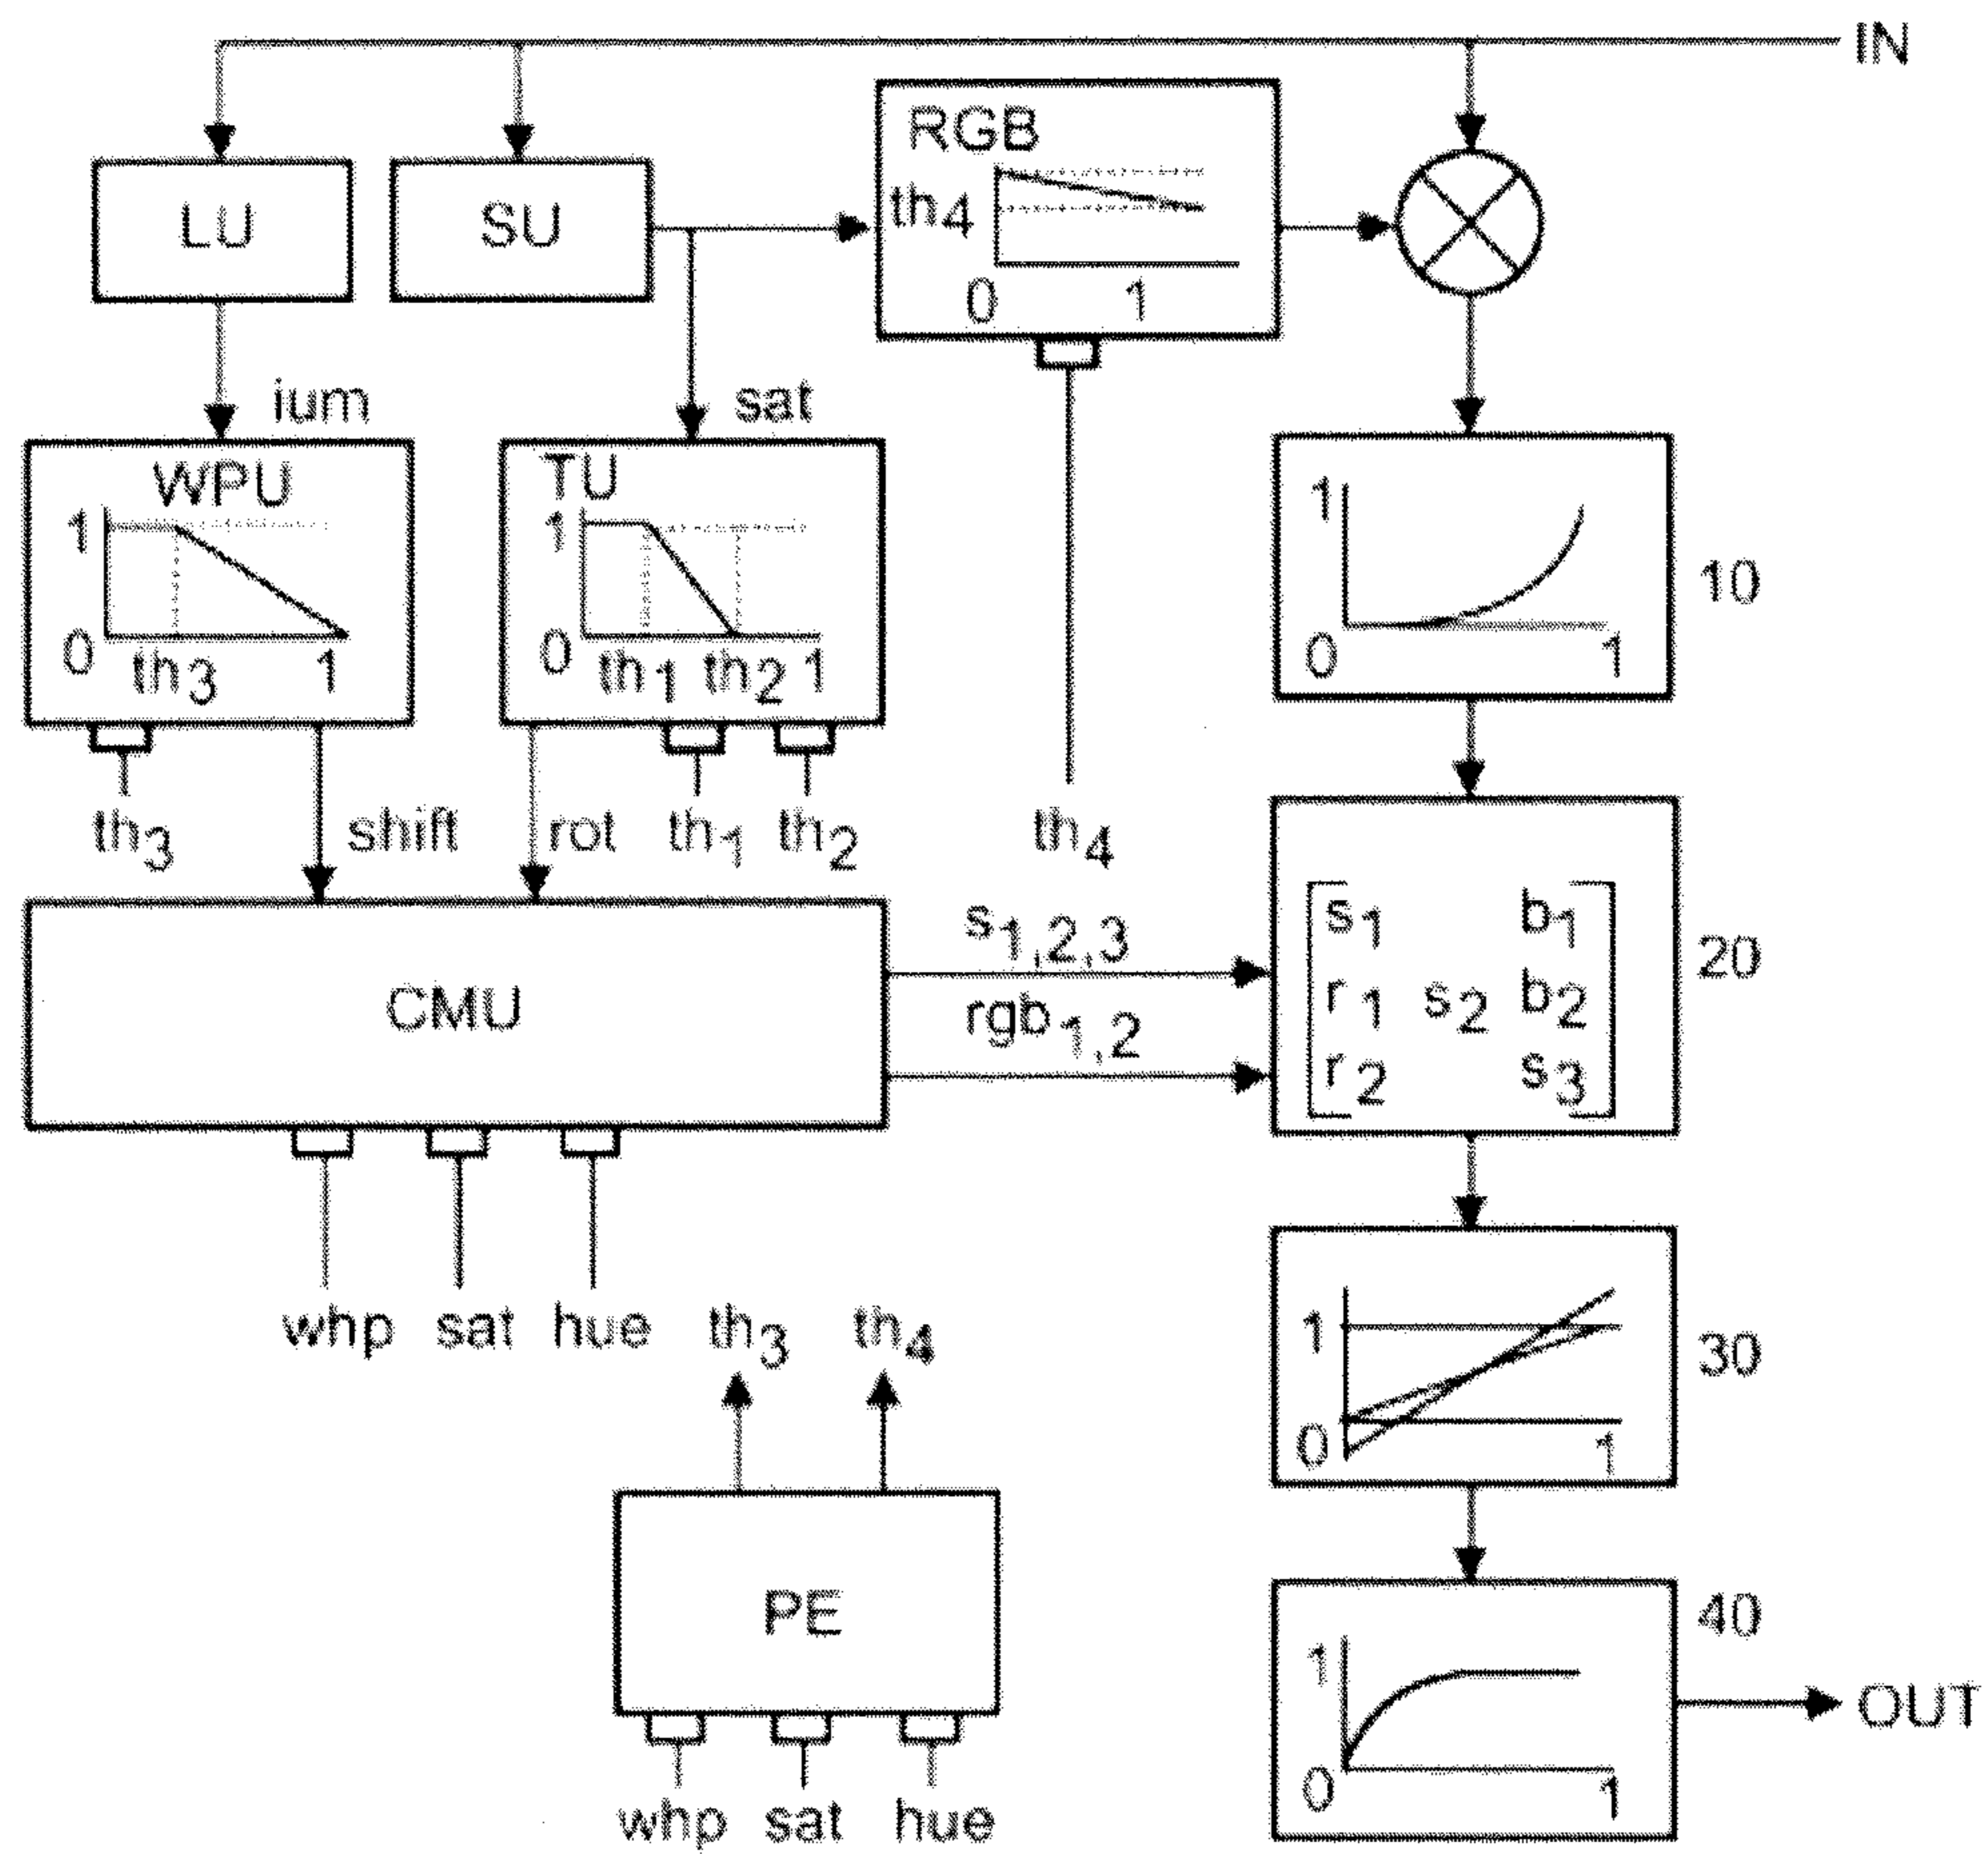 IN
LU
SU
RGB
th4
0 1
ium
sat
WPU
1
0 th3 1
TU
1
0 th1 th2 1
1
0 1
10
th3
shift
rot
th1
th2
th4
CMU
s1,2,3
rgb1,2
s1 b1
r1 s2 b2
r2 s3
20
whp sat hue
th3 th4
1
0 1
30
PE
whp sat hue
1
0 1
40
OUT